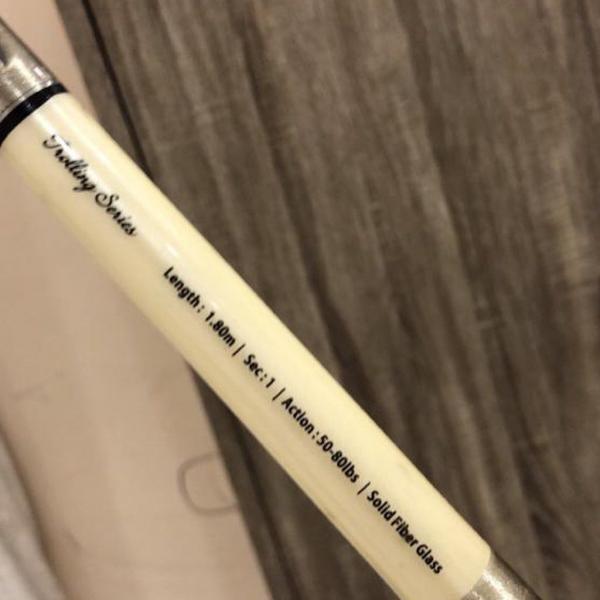 Trolling Series
Length: 1.80m | Sec:1 | Action:50-80lbs | Solid Fiber Glass